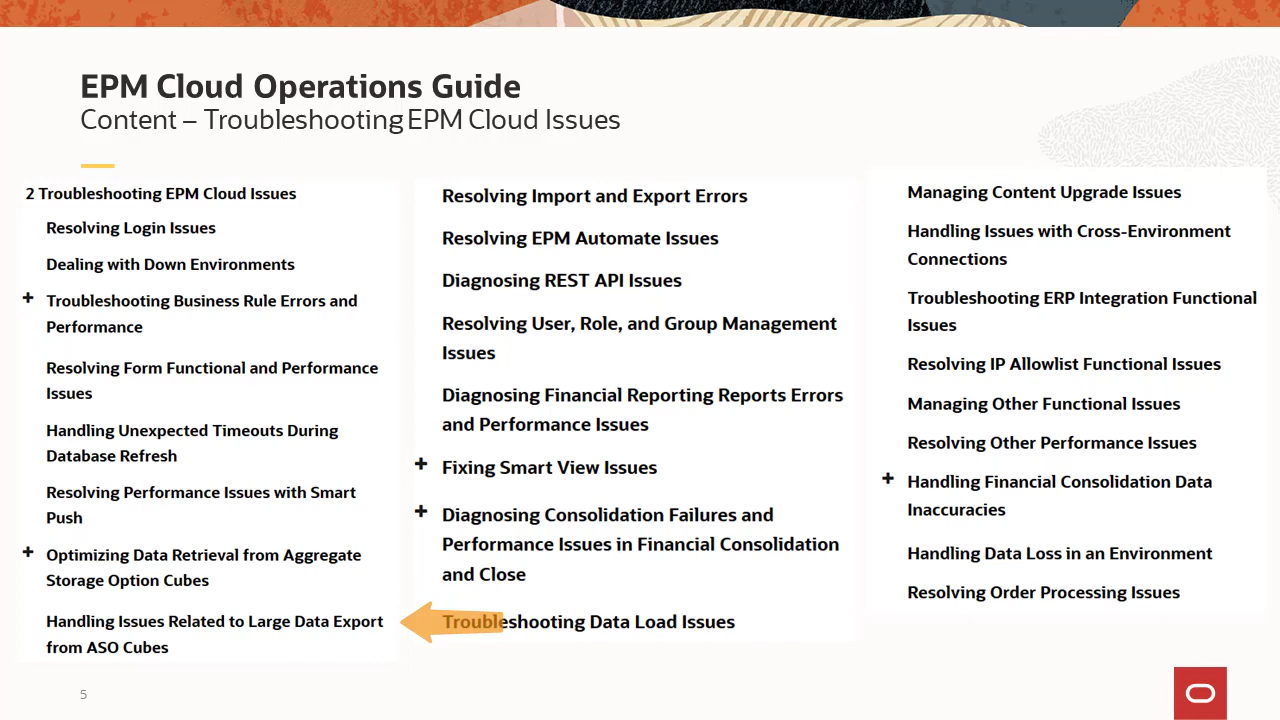 EPM Cloud Operations Guide
Content – Troubleshooting EPM Cloud Issues
2 Troubleshooting EPM Cloud Issues
Resolving Login Issues
Dealing with Down Environments
+ Troubleshooting Business Rule Errors and
Performance
Resolving Form Functional and Performance
Issues
Handling Unexpected Timeouts During
Database Refresh
Resolving Performance Issues with Smart
Push
+ Optimizing Data Retrieval from Aggregate
Storage Option Cubes
Handling Issues Related to Large Data Export
from ASO Cubes
Resolving Import and Export Errors
Resolving EPM Automate Issues
Diagnosing REST API Issues
Resolving User, Role, and Group Management
Issues
Diagnosing Financial Reporting Reports Errors
and Performance Issues
+ Fixing Smart View Issues
+ Diagnosing Consolidation Failures and
Performance Issues in Financial Consolidation
and Close
Troubleshooting Data Load Issues
Managing Content Upgrade Issues
Handling Issues with Cross-Environment
Connections
Troubleshooting ERP Integration Functional
Issues
Resolving IP Allowlist Functional Issues
Managing Other Functional Issues
Resolving Other Performance Issues
+ Handling Financial Consolidation Data
Inaccuracies
Handling Data Loss in an Environment
Resolving Order Processing Issues
5